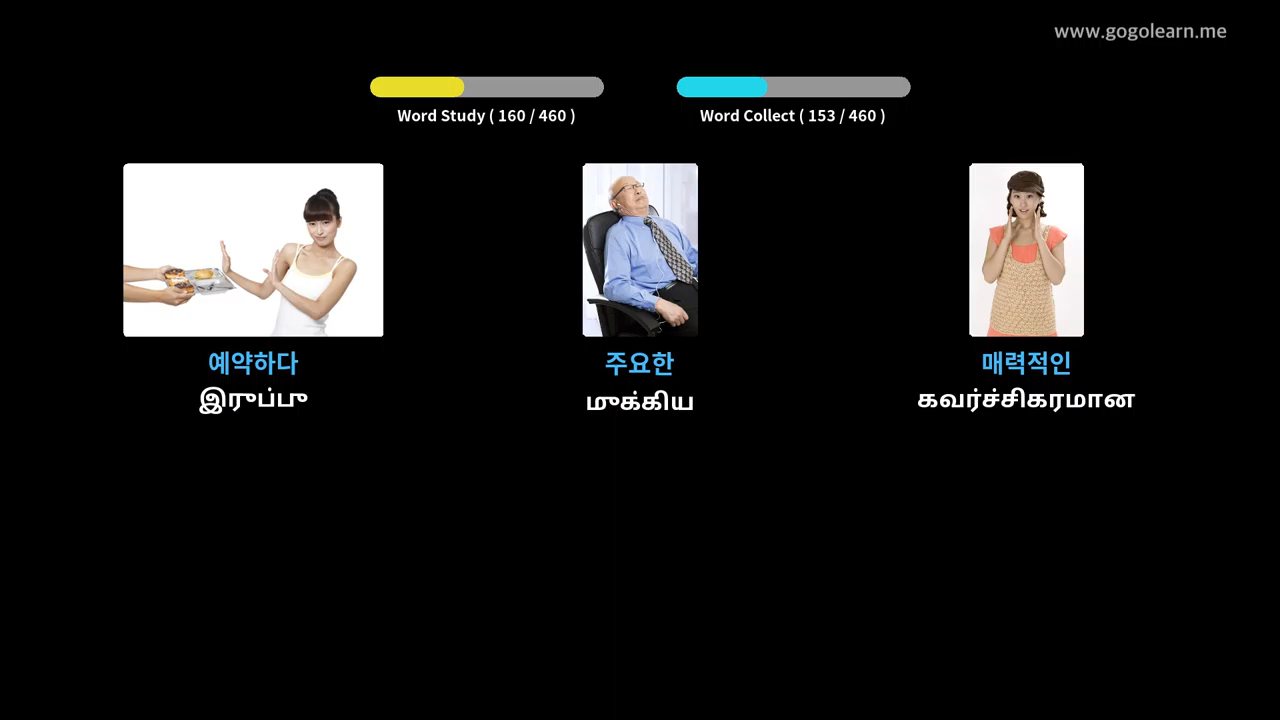 www.gogolearn.me
Word Study ( 160 / 460 )
Word Collect ( 153 / 460 )
예약하다
இருப்பு
주요한
முக்கிய
매력적인
கவர்ச்சிகரமான